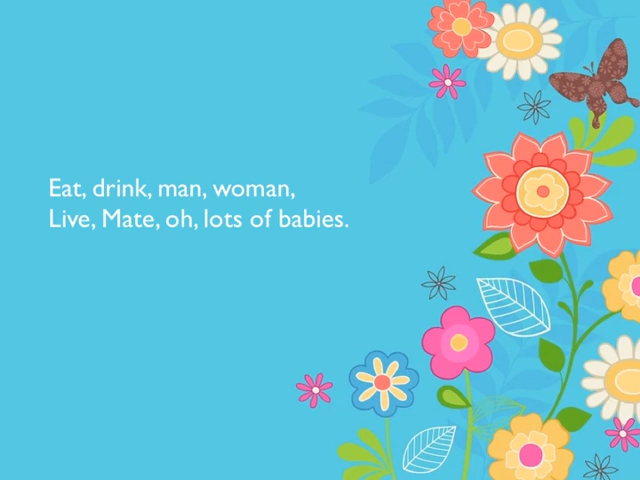 Eat, drink, man, woman,
Live, Mate, oh, lots of babies.